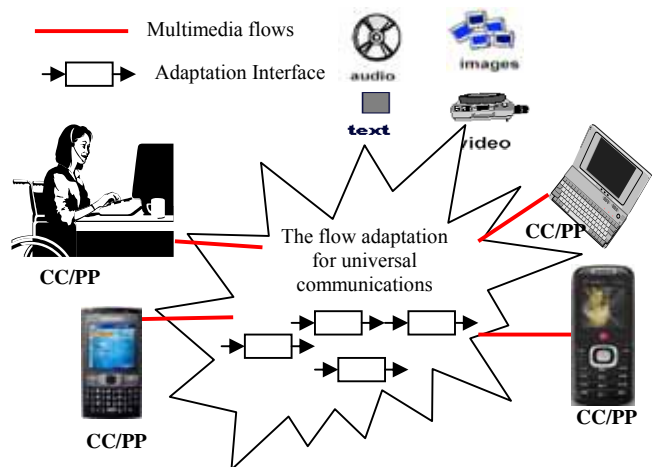 Multimedia flows
Adaptation Interface
audio
images
text
video
CC/PP
The flow adaptation
for universal
communications
CC/PP
CC/PP
CC/PP